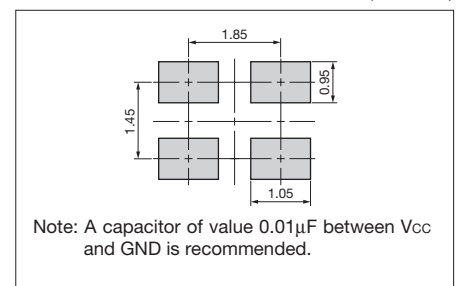 1.85
0.95
1.45
1.05
Note: A capacitor of value 0.01μF between Vcc
and GND is recommended.